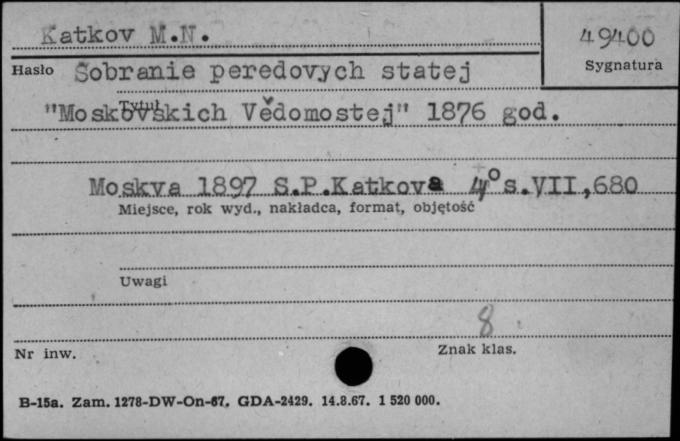 Katkov M.N.
49400
Hasło
Sygnatura
Sobranie peredovych statej
Tytuł
"Moskovskich Vědomostej" 1876 god.
Moskva 1897 S.P.Katkova 4° s.VII,680
Miejsce, rok wyd., nakładca, format, objętość
Uwagi
8
Nr inw.
Znak klas.
B-15a. Zam. 1278-DW-On-67. GDA-2429. 14.8.67. 1 520 000.